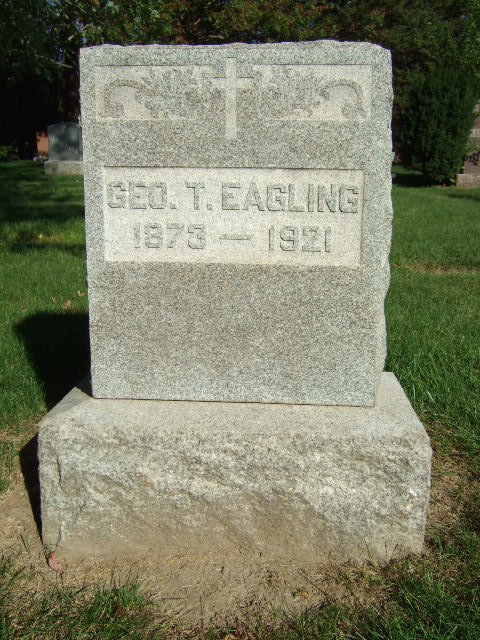 GEO. T. EAGLING
1873 — 1921